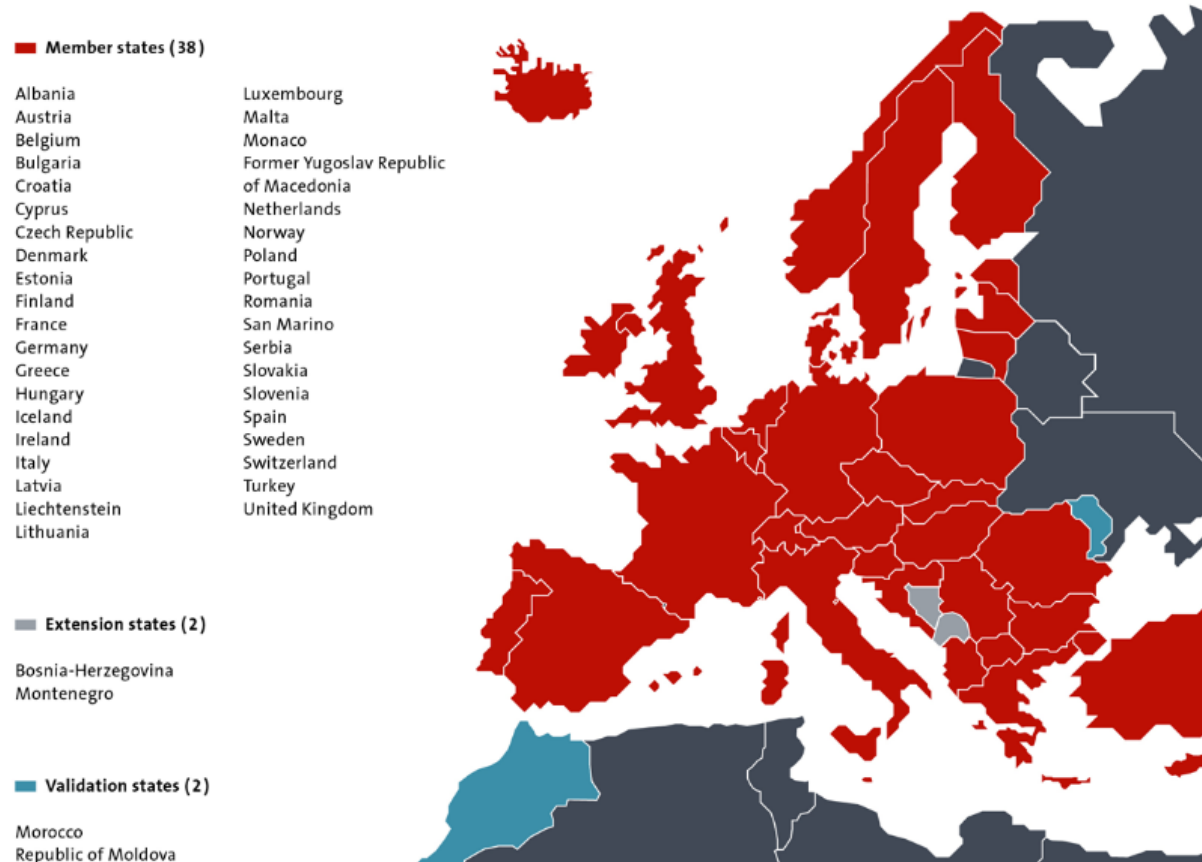 Member states (38)
Albania
Austria
Belgium
Bulgaria
Croatia
Cyprus
Czech Republic
Denmark
Estonia
Finland
France
Germany
Greece
Hungary
Iceland
Ireland
Italy
Latvia
Liechtenstein
Lithuania
Luxembourg
Malta
Monaco
Former Yugoslav Republic
of Macedonia
Netherlands
Norway
Poland
Portugal
Romania
San Marino
Serbia
Slovakia
Slovenia
Spain
Sweden
Switzerland
Turkey
United Kingdom
Extension states (2)
Bosnia-Herzegovina
Montenegro
Validation states (2)
Morocco
Republic of Moldova